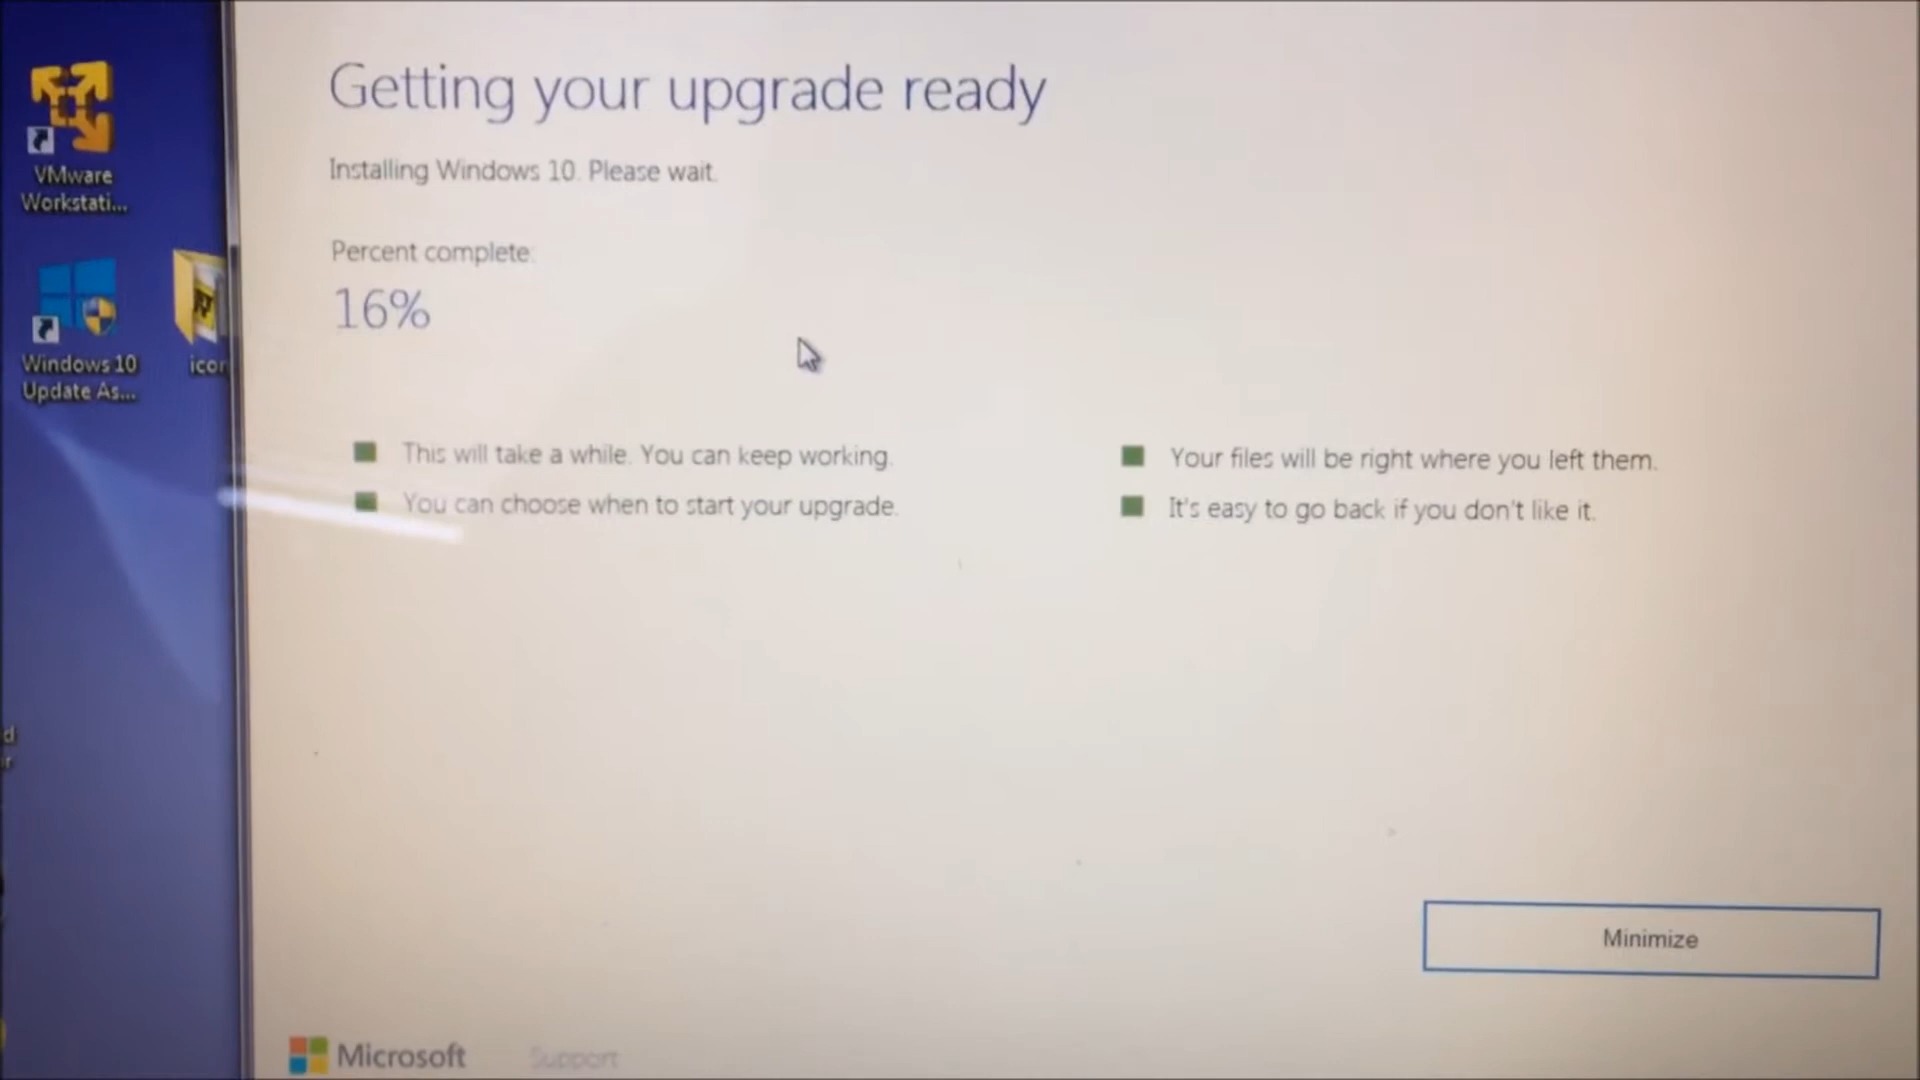 Getting your upgrade ready
Installing Windows 10. Please wait.
Percent complete:
16%
This will take a while. You can keep working.
You can choose when to start your upgrade.
Your files will be right where you left them.
It's easy to go back if you don't like it.
Minimize
Microsoft
Support
VMware
Workstati...
Windows 10
Update As...
icon